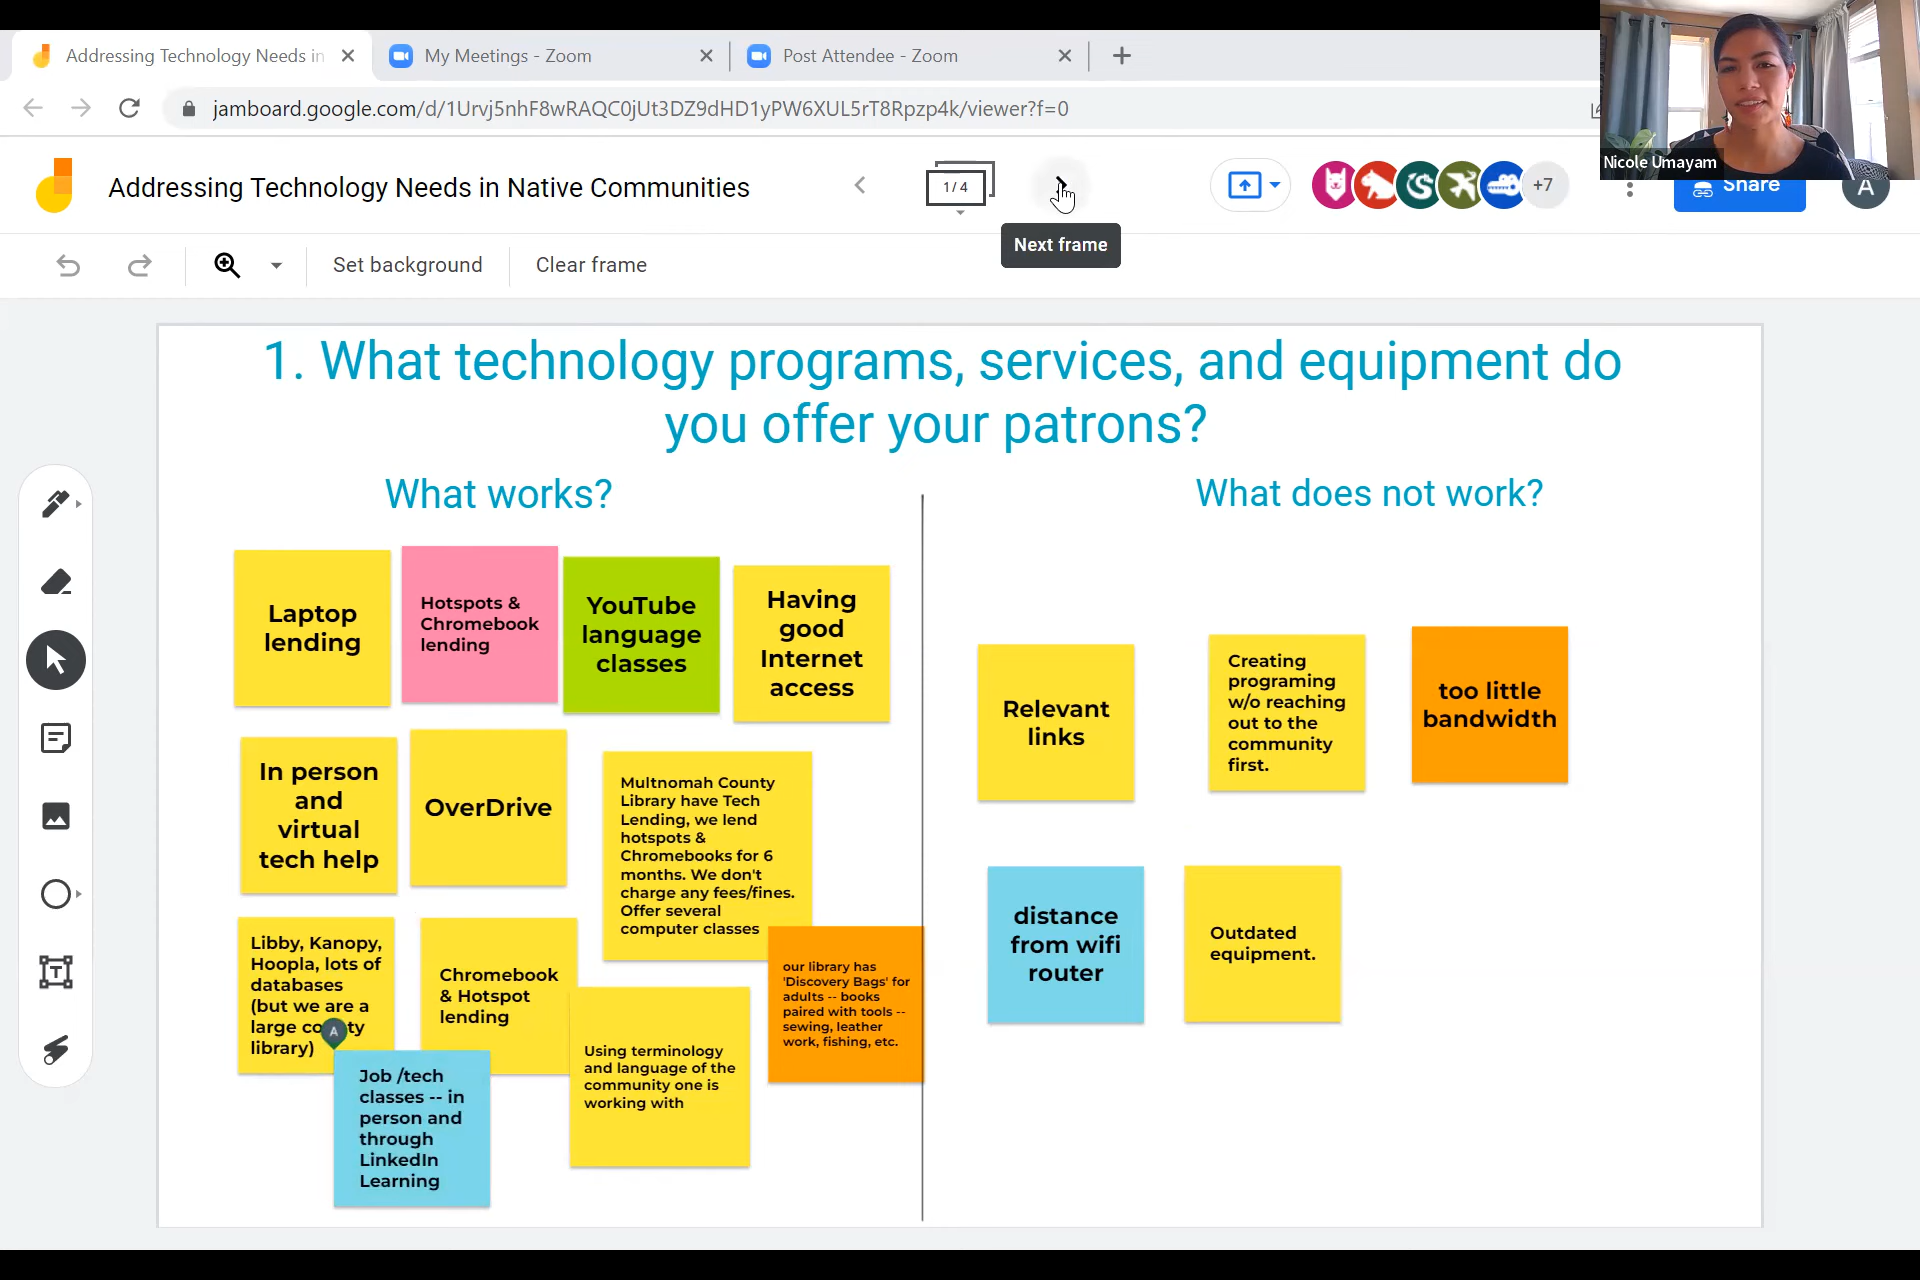 Addressing Technology Needs in
My Meetings - Zoom
Post Attendee - Zoom
jamboard.google.com/d/1Urvj5nhF8wRAQC0jUt3DZ9dHD1yPW6XUL5rT8Rpzp4k/viewer?f=0
Nicole Umayam
Addressing Technology Needs in Native Communities
1 / 4
+7
Share
A
Next frame
Set background
Clear frame
1. What technology programs, services, and equipment do
you offer your patrons?
What works?
What does not work?
Laptop
lending
Hotspots &
Chromebook
lending
YouTube
language
classes
Having
good
Internet
access
In person
and
virtual
tech help
OverDrive
Multnomah County
Library have Tech
Lending, we lend
hotspots &
Chromebooks for 6
months. We don't
charge any fees/fines.
Offer several
computer classes
Libby, Kanopy,
Hoopla, lots of
databases
(but we are a
large county
library)
A
Chromebook
& Hotspot
lending
Using terminology
and language of the
community one is
working with
our library has
'Discovery Bags' for
adults -- books
paired with tools --
sewing, leather
work, fishing, etc.
Job /tech
classes -- in
person and
through
LinkedIn
Learning
Relevant
links
Creating
programing
w/o reaching
out to the
community
first.
too little
bandwidth
distance
from wifi
router
Outdated
equipment.